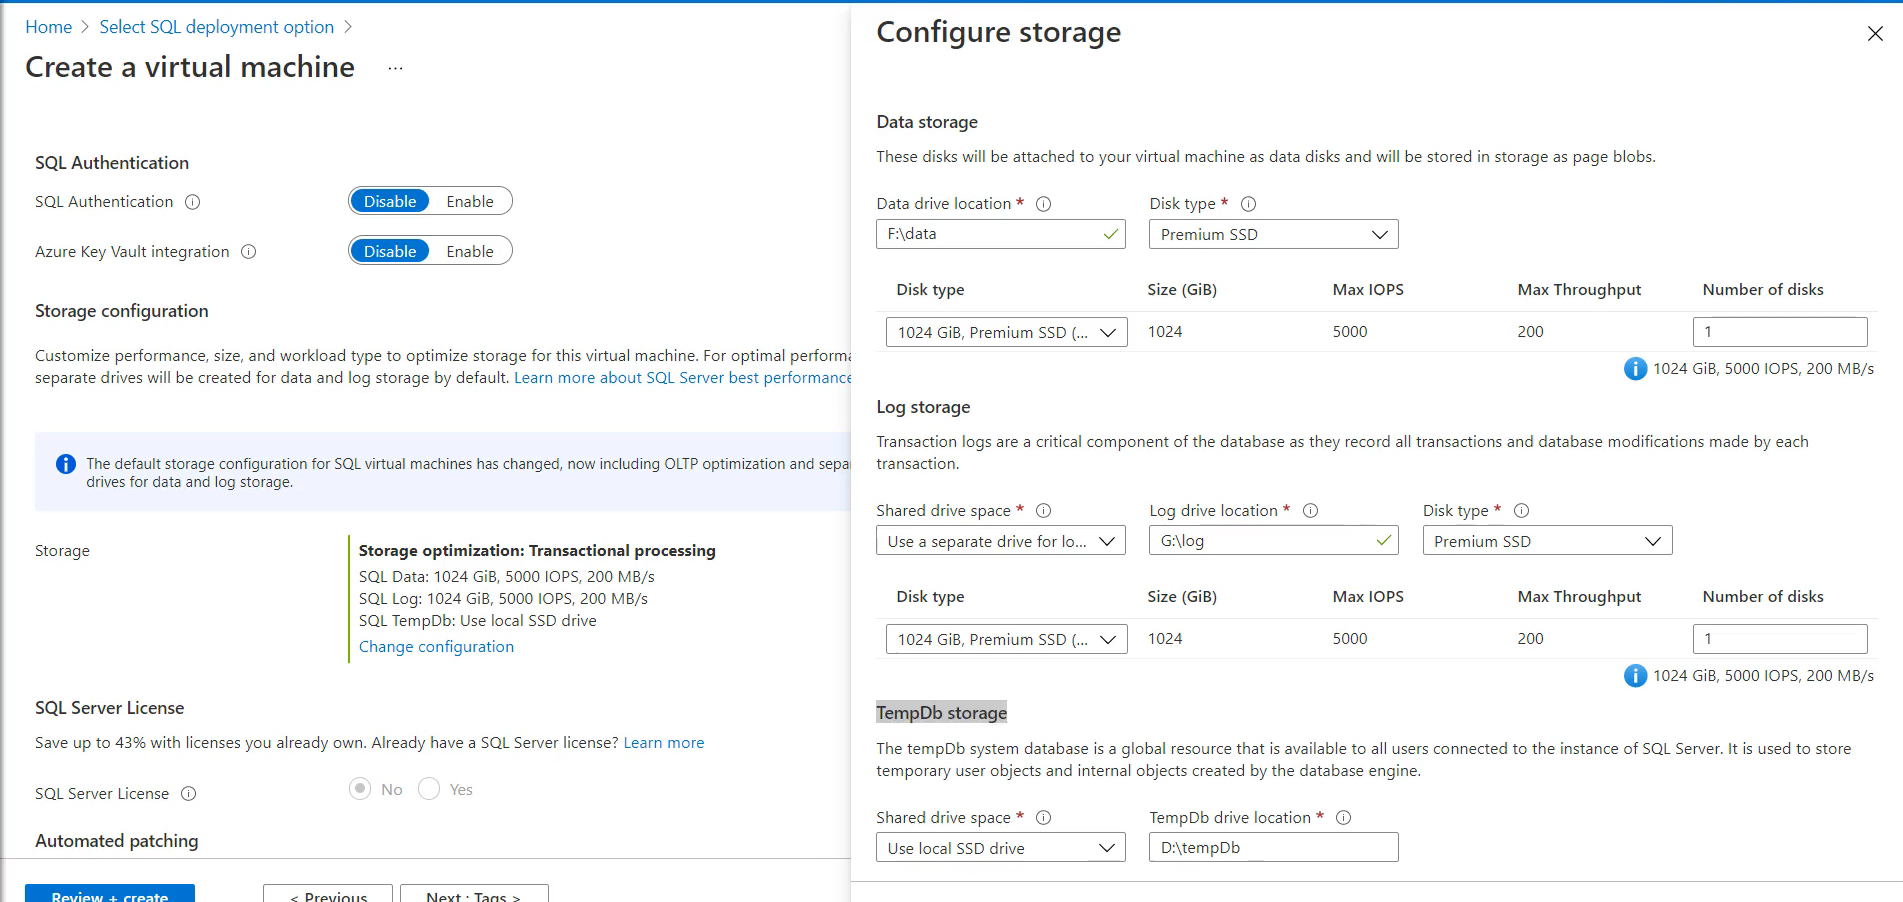 Home > Select SQL deployment option >
Create a virtual machine ...
SQL Authentication
SQL Authentication Disable Enable
Azure Key Vault integration Disable Enable
Storage configuration
Customize performance, size, and workload type to optimize storage for this virtual machine. For optimal performa
separate drives will be created for data and log storage by default. Learn more about SQL Server best performance
The default storage configuration for SQL virtual machines has changed, now including OLTP optimization and sepa
drives for data and log storage.
Storage
Storage optimization: Transactional processing
SQL Data: 1024 GiB, 5000 IOPS, 200 MB/s
SQL Log: 1024 GiB, 5000 IOPS, 200 MB/s
SQL TempDb: Use local SSD drive
Change configuration
SQL Server License
Save up to 43% with licenses you already own. Already have a SQL Server license? Learn more
SQL Server License No Yes
Automated patching
Review + create < Previous Next : Tags >
Configure storage
Data storage
These disks will be attached to your virtual machine as data disks and will be stored in storage as page blobs.
Data drive location * Disk type *
F:\data Premium SSD
Disk type Size (GiB) Max IOPS Max Throughput Number of disks
1024 GiB, Premium SSD (... 1024 5000 200 1
1024 GiB, 5000 IOPS, 200 MB/s
Log storage
Transaction logs are a critical component of the database as they record all transactions and database modifications made by each
transaction.
Shared drive space * Log drive location * Disk type *
Use a separate drive for lo... G:\log Premium SSD
Disk type Size (GiB) Max IOPS Max Throughput Number of disks
1024 GiB, Premium SSD (... 1024 5000 200 1
1024 GiB, 5000 IOPS, 200 MB/s
TempDb storage
The tempDb system database is a global resource that is available to all users connected to the instance of SQL Server. It is used to store
temporary user objects and internal objects created by the database engine.
Shared drive space * TempDb drive location *
Use local SSD drive D:\tempDb